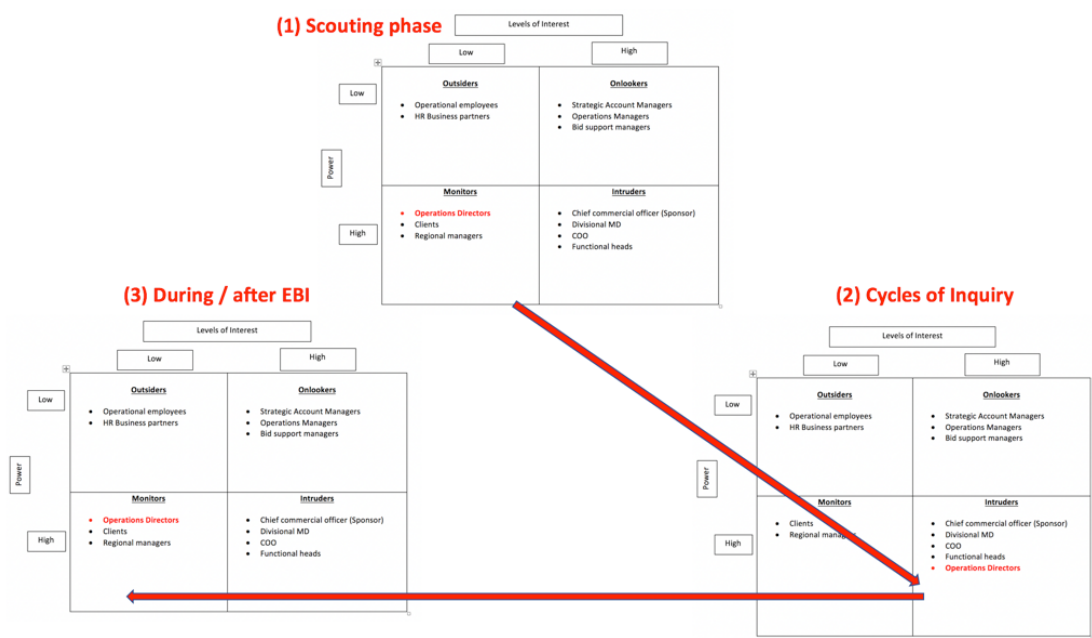 (1) Scouting phase
Levels of Interest
Low
High
Low
Outsiders
• Operational employees
• HR Business partners
Onlookers
• Strategic Account Managers
• Operations Managers
• Bid support managers
Power
High
Monitors
• Operations Directors
• Clients
• Regional managers
Intruders
• Chief commercial officer (Sponsor)
• Divisional MD
• COO
• Functional heads
(3) During / after EBI
Levels of Interest
Low
High
Low
Outsiders
• Operational employees
• HR Business partners
Onlookers
• Strategic Account Managers
• Operations Managers
• Bid support managers
Power
High
Monitors
• Operations Directors
• Clients
• Regional managers
Intruders
• Chief commercial officer (Sponsor)
• Divisional MD
• COO
• Functional heads
(2) Cycles of Inquiry
Levels of Interest
Low
High
Low
Outsiders
• Operational employees
• HR Business partners
Onlookers
• Strategic Account Managers
• Operations Managers
• Bid support managers
Power
High
Monitors
• Clients
• Regional managers
Intruders
• Chief commercial officer (Sponsor)
• Divisional MD
• COO
• Functional heads
• Operations Directors